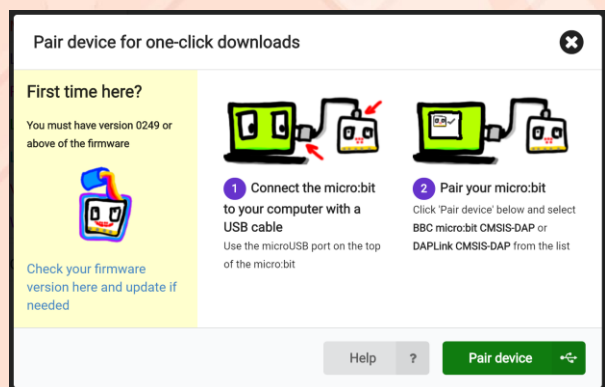 Pair device for one-click downloads
First time here?
You must have version 0249 or
above of the firmware
Check your firmware
version here and update if
needed
1 Connect the micro:bit
to your computer with a
USB cable
Use the microUSB port on the top
of the micro:bit
2 Pair your micro:bit
Click 'Pair device' below and select
BBC micro:bit CMSIS-DAP or
DAPLink CMSIS-DAP from the list
Help ?
Pair device